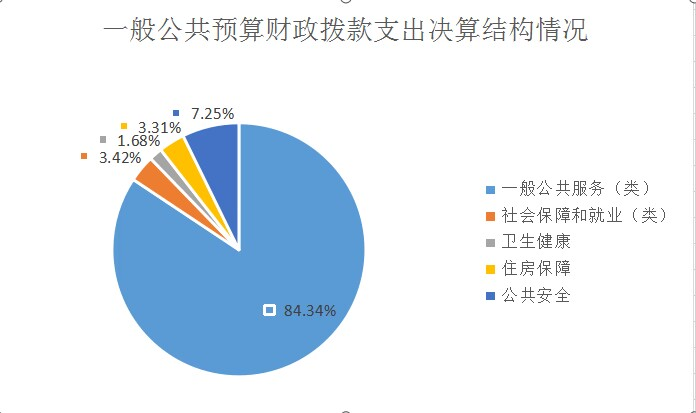 一般公共预算财政拨款支出决算结构情况
7.25%
3.31%
1.68%
3.42%
84.34%
一般公共服务（类）
社会保障和就业（类）
卫生健康
住房保障
公共安全